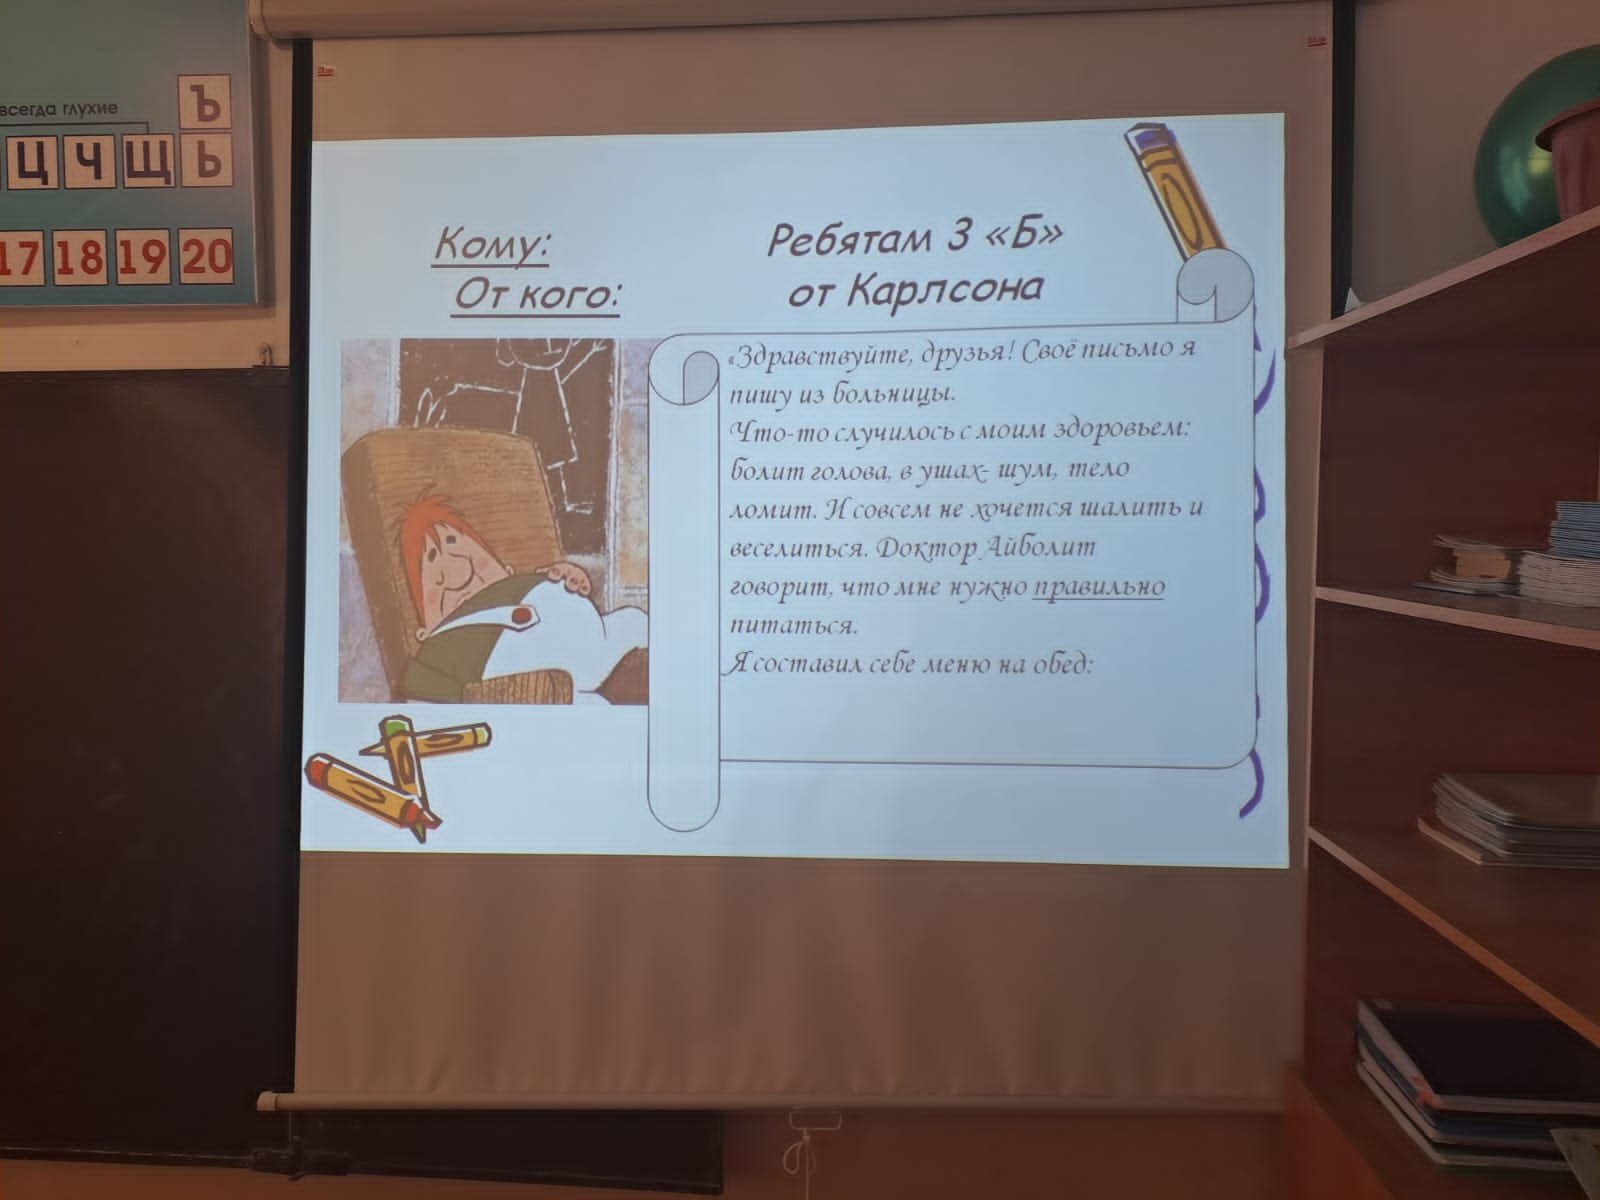 всегда глухие
Ъ
Ц Ч Щ Ь
17 18 19 20
Кому: Ребятам 3 «Б»
От кого: от Карлсона
«Здравствуйте, друзья! Своё письмо я
пишу из больницы.
Что-то случилось с моим здоровьем:
болит голова, в ушах- шум, тело
ломит. И совсем не хочется шалить и
веселиться. Доктор Айболит
говорит, что мне нужно правильно
питаться.
Я составил себе меню на обед: